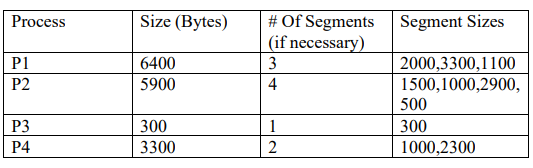 Process Size (Bytes) # Of Segments Segment Sizes
(if necessary)
P1 6400 3 2000,3300,1100
P2 5900 4 1500,1000,2900,
500
P3 300 1 300
P4 3300 2 1000,2300